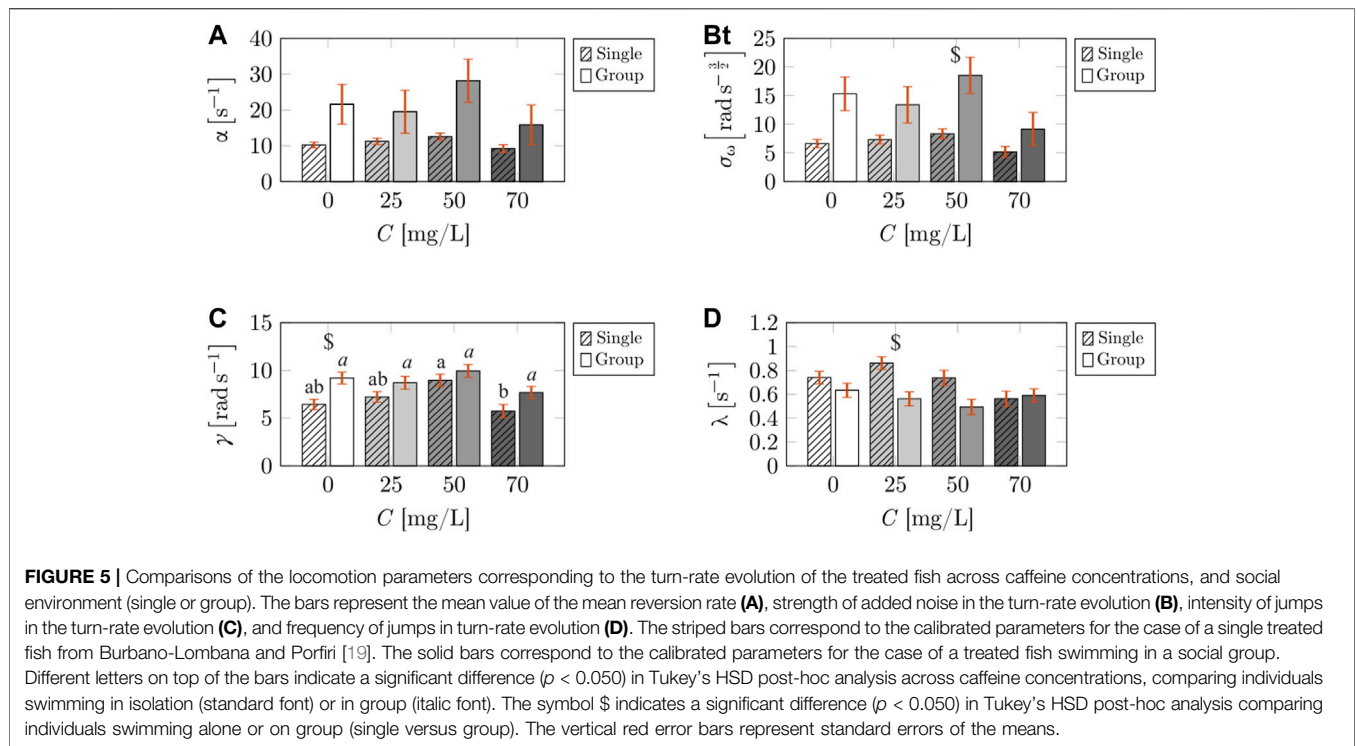 A
40
30
20
10
0
α [s⁻¹]
0 25 50 70
C [mg/L]
Single
Group
Bt
25
20
15
10
5
0
σω [rad s^-3/2]
$
0 25 50 70
C [mg/L]
Single
Group
C
15
10
5
0
γ [rad s⁻¹]
$
ab a ab a a a b a
0 25 50 70
C [mg/L]
Single
Group
D
1.2
1
0.8
0.6
0.4
0.2
0
λ [s⁻¹]
$
0 25 50 70
C [mg/L]
Single
Group
FIGURE 5 | Comparisons of the locomotion parameters corresponding to the turn-rate evolution of the treated fish across caffeine concentrations, and social
environment (single or group). The bars represent the mean value of the mean reversion rate (A), strength of added noise in the turn-rate evolution (B), intensity of jumps
in the turn-rate evolution (C), and frequency of jumps in turn-rate evolution (D). The striped bars correspond to the calibrated parameters for the case of a single treated
fish from Burbano-Lombana and Porfiri [19]. The solid bars correspond to the calibrated parameters for the case of a treated fish swimming in a social group.
Different letters on top of the bars indicate a significant difference (p < 0.050) in Tukey's HSD post-hoc analysis across caffeine concentrations, comparing individuals
swimming in isolation (standard font) or in group (italic font). The symbol $ indicates a significant difference (p < 0.050) in Tukey's HSD post-hoc analysis comparing
individuals swimming alone or on group (single versus group). The vertical red error bars represent standard errors of the means.